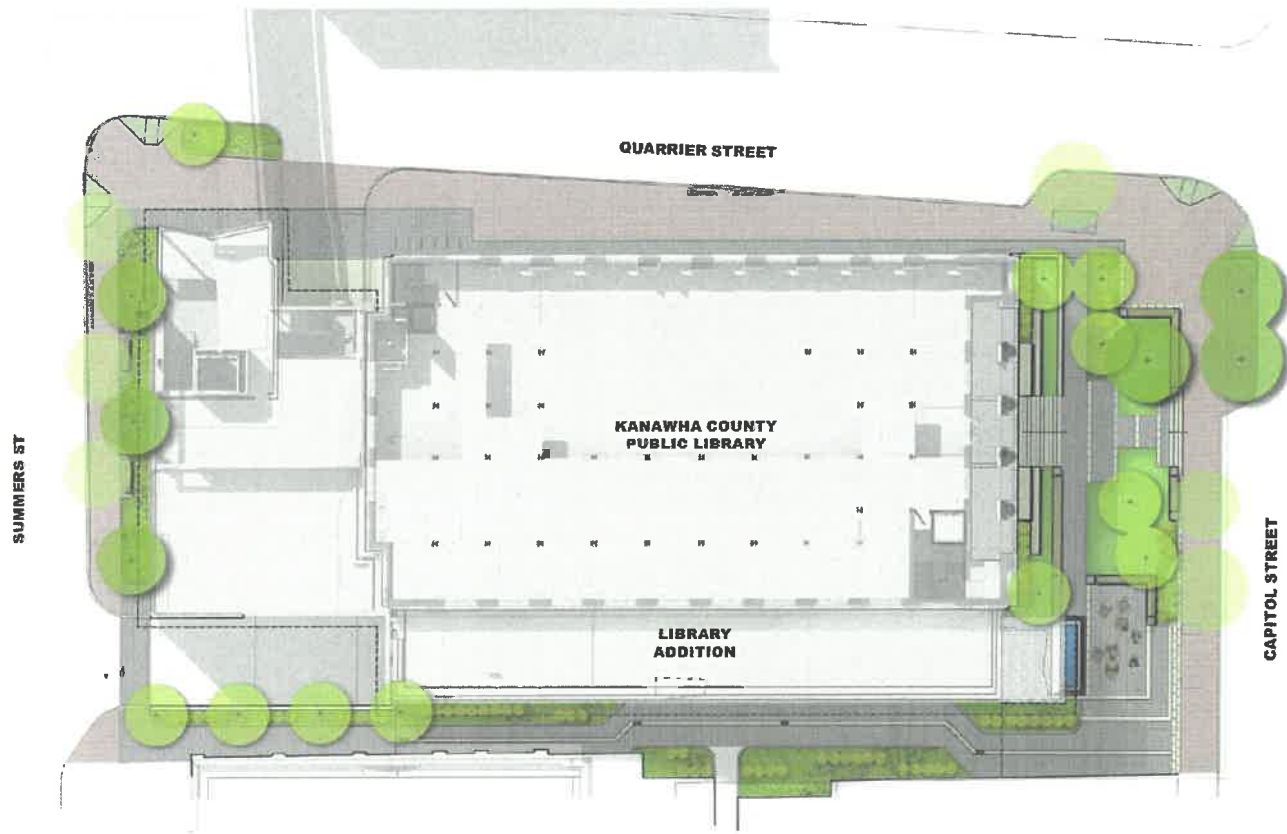 QUARRIER STREET
KANAWHA COUNTY
PUBLIC LIBRARY
SUMMERS ST
CAPITOL STREET
LIBRARY
ADDITION